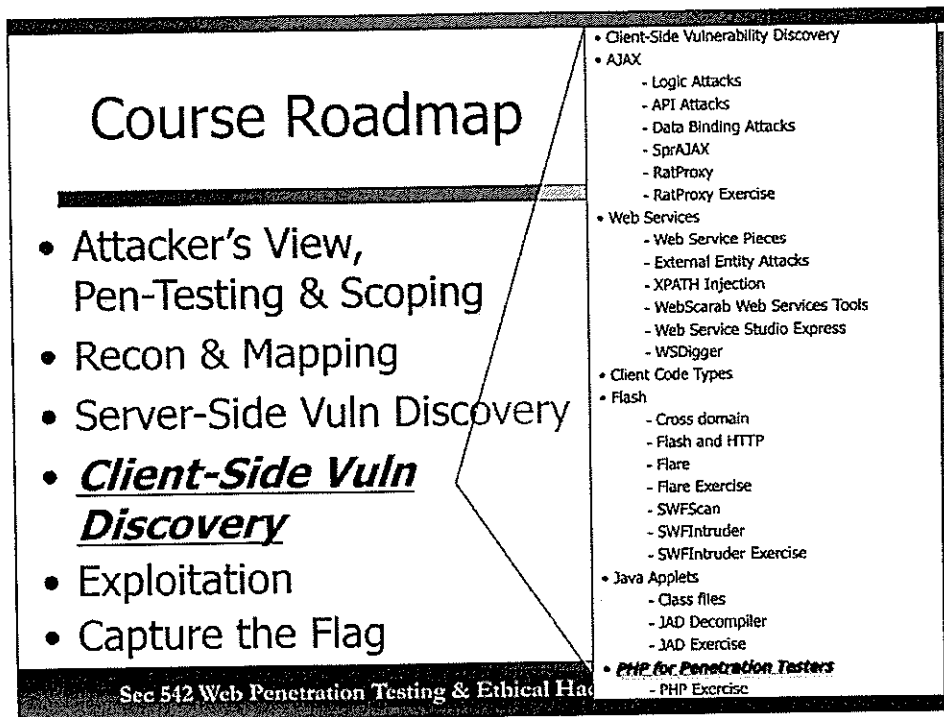 Course Roadmap
• Attacker's View,
Pen-Testing & Scoping
• Recon & Mapping
• Server-Side Vuln Discovery
• Client-Side Vuln
Discovery
• Exploitation
• Capture the Flag
Sec 542 Web Penetration Testing & Ethical Hac
• Client-Side Vulnerability Discovery
• AJAX
- Logic Attacks
- API Attacks
- Data Binding Attacks
- SprAJAX
- RatProxy
- RatProxy Exercise
• Web Services
- Web Service Pieces
- External Entity Attacks
- XPATH Injection
- WebScarab Web Services Tools
- Web Service Studio Express
- WSDigger
• Client Code Types
• Flash
- Cross domain
- Flash and HTTP
- Flare
- Flare Exercise
- SWFScan
- SWFIntruder
- SWFIntruder Exercise
• Java Applets
- Class files
- JAD Decompiler
- JAD Exercise
• PHP for Penetration Testers
- PHP Exercise